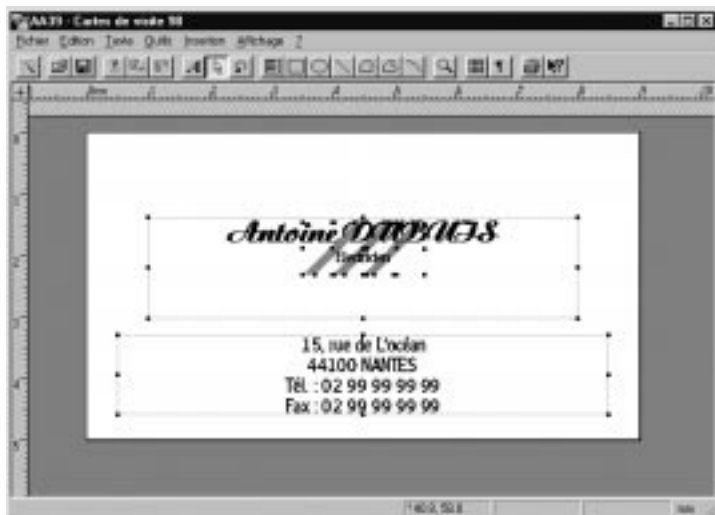 AA39 - Cartes de visite 98
Fichier Edition Texte Outils Insertion Affichage ?
Antoine DUBUIS
15, rue de L'océan
44100 NANTES
Tél. : 02 99 99 99 99
Fax : 02 99 99 99 99